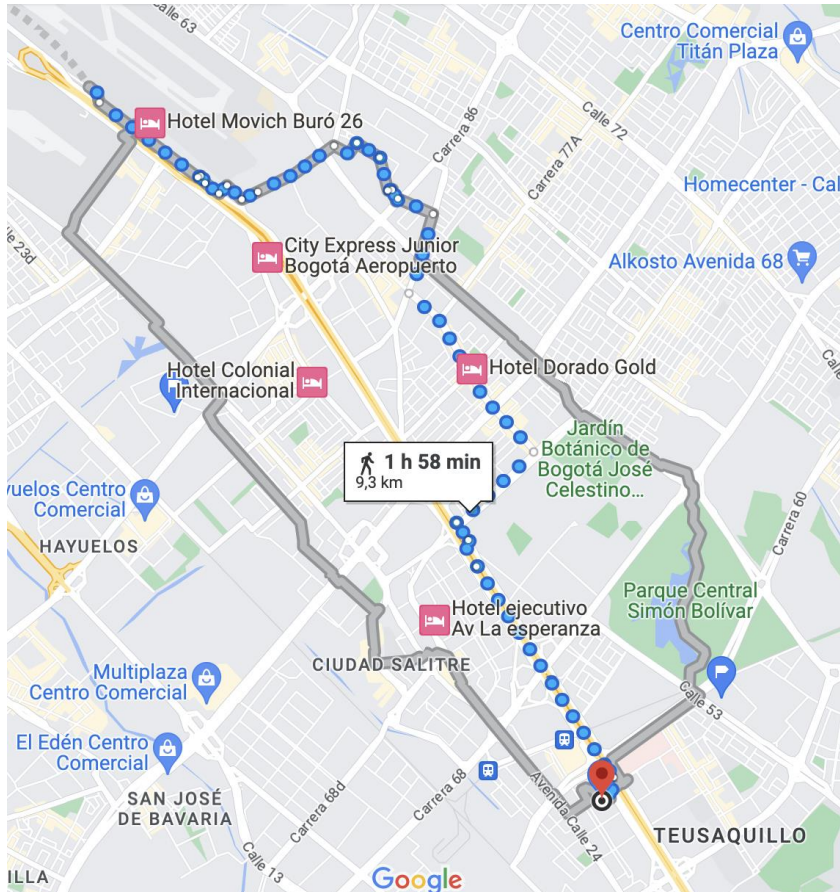 Calle 63
Centro Comercial
Titán Plaza
Carrera 86
Calle 72
Hotel Movich Buró 26
Carrera 77A
Homecenter - Cal
lle 23d
City Express Junior
Bogotá Aeropuerto
Alkosto Avenida 68
Hotel Colonial
Internacional
Hotel Dorado Gold
Jardín
Botánico de
Bogotá José
Celestino...
1 h 58 min
9,3 km
yuelos Centro
Comercial
Carrera 60
HAYUELOS
Parque Central
Simón Bolívar
Hotel ejecutivo
Av La esperanza
CIUDAD SALITRE
Multiplaza
Centro Comercial
Calle 53
El Edén Centro
Comercial
SAN JOSÉ
DE BAVARIA
Carrera 68d
Carrera 68
Avenida Calle 24
TEUSAQUILLO
Calle 13
ILLA
Google